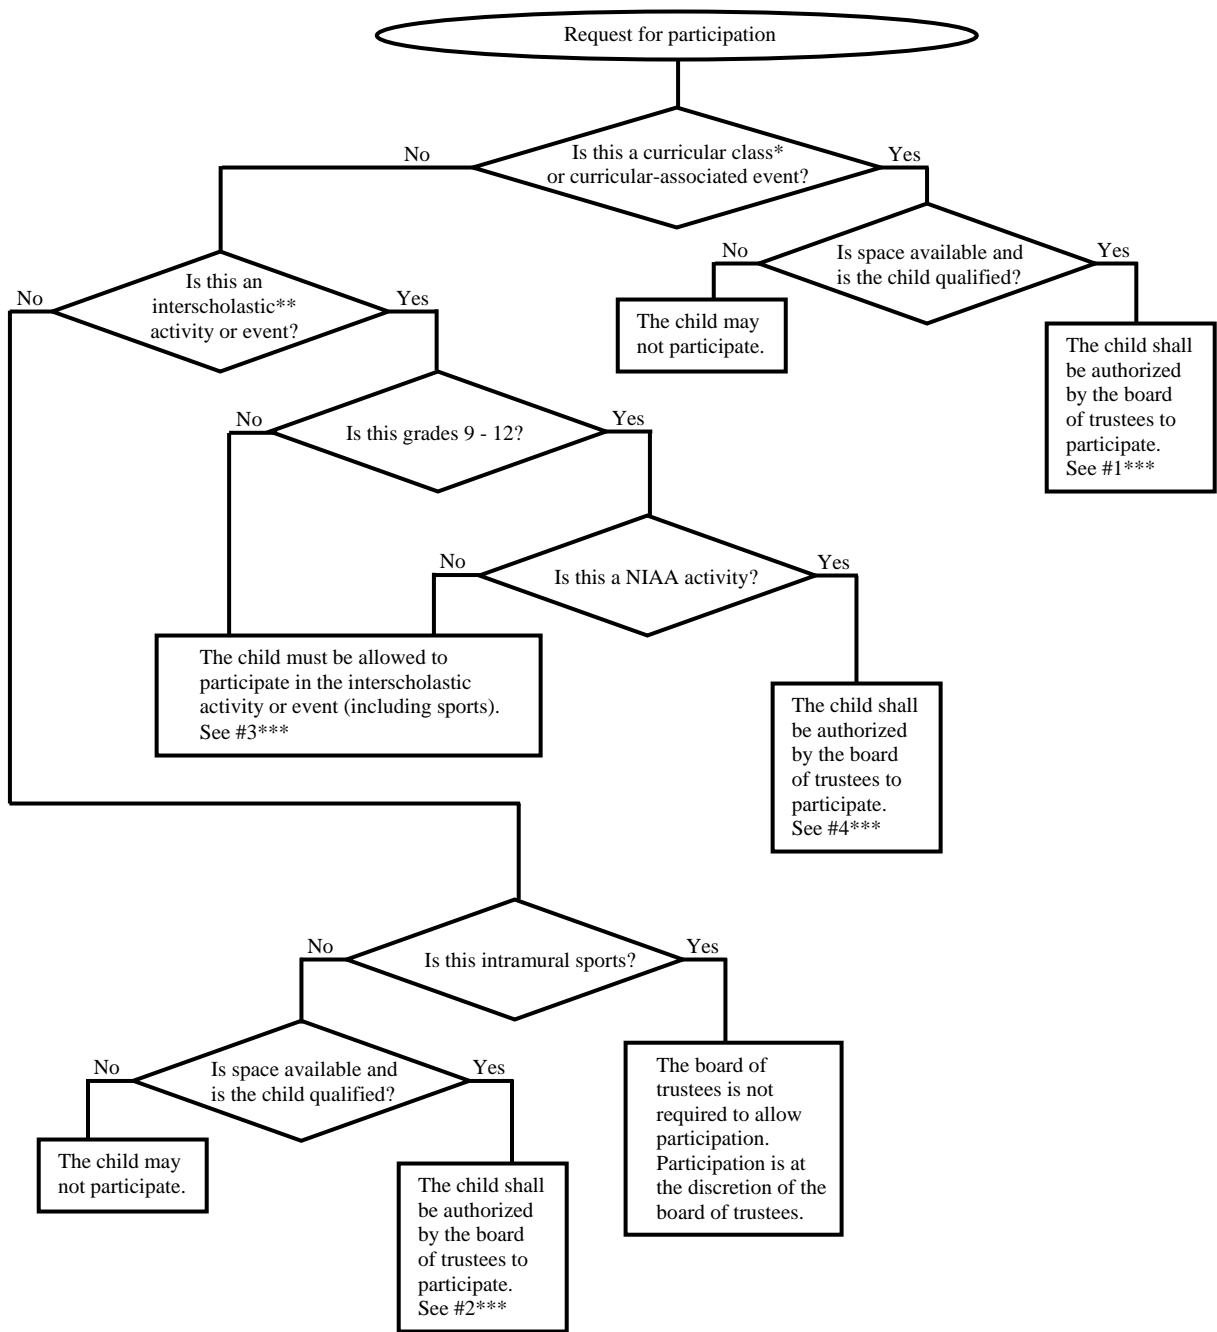 Request for participation
No
Is this a curricular class*
or curricular-associated event?
Yes
No
Is space available and
is the child qualified?
Yes
The child may
not participate.
The child shall
be authorized
by the board
of trustees to
participate.
See #1***
No
Is this an
interscholastic**
activity or event?
Yes
No
Is this grades 9 - 12?
Yes
No
Is this a NIAA activity?
Yes
The child must be allowed to
participate in the interscholastic
activity or event (including sports).
See #3***
The child shall
be authorized
by the board
of trustees to
participate.
See #4***
No
Is this intramural sports?
Yes
No
Is space available and
is the child qualified?
Yes
The child may
not participate.
The child shall
be authorized
by the board
of trustees to
participate.
See #2***
The board of
trustees is not
required to allow
participation.
Participation is at
the discretion of the
board of trustees.